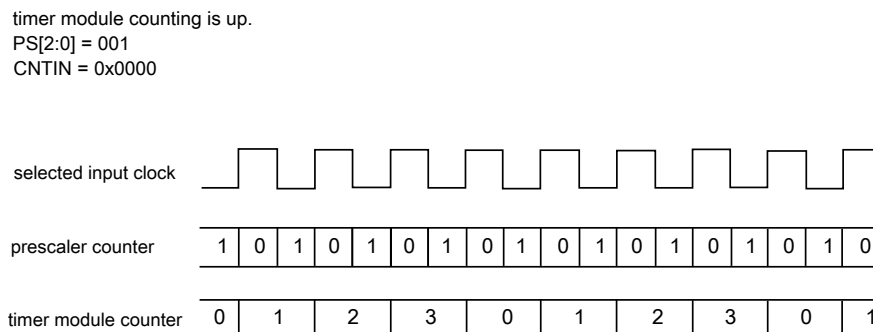 timer module counting is up.
PS[2:0] = 001
CNTIN = 0x0000
selected input clock
prescaler counter 1 0 1 0 1 0 1 0 1 0 1 0 1 0 1 0 1 0
timer module counter 0 1 2 3 0 1 2 3 0 1